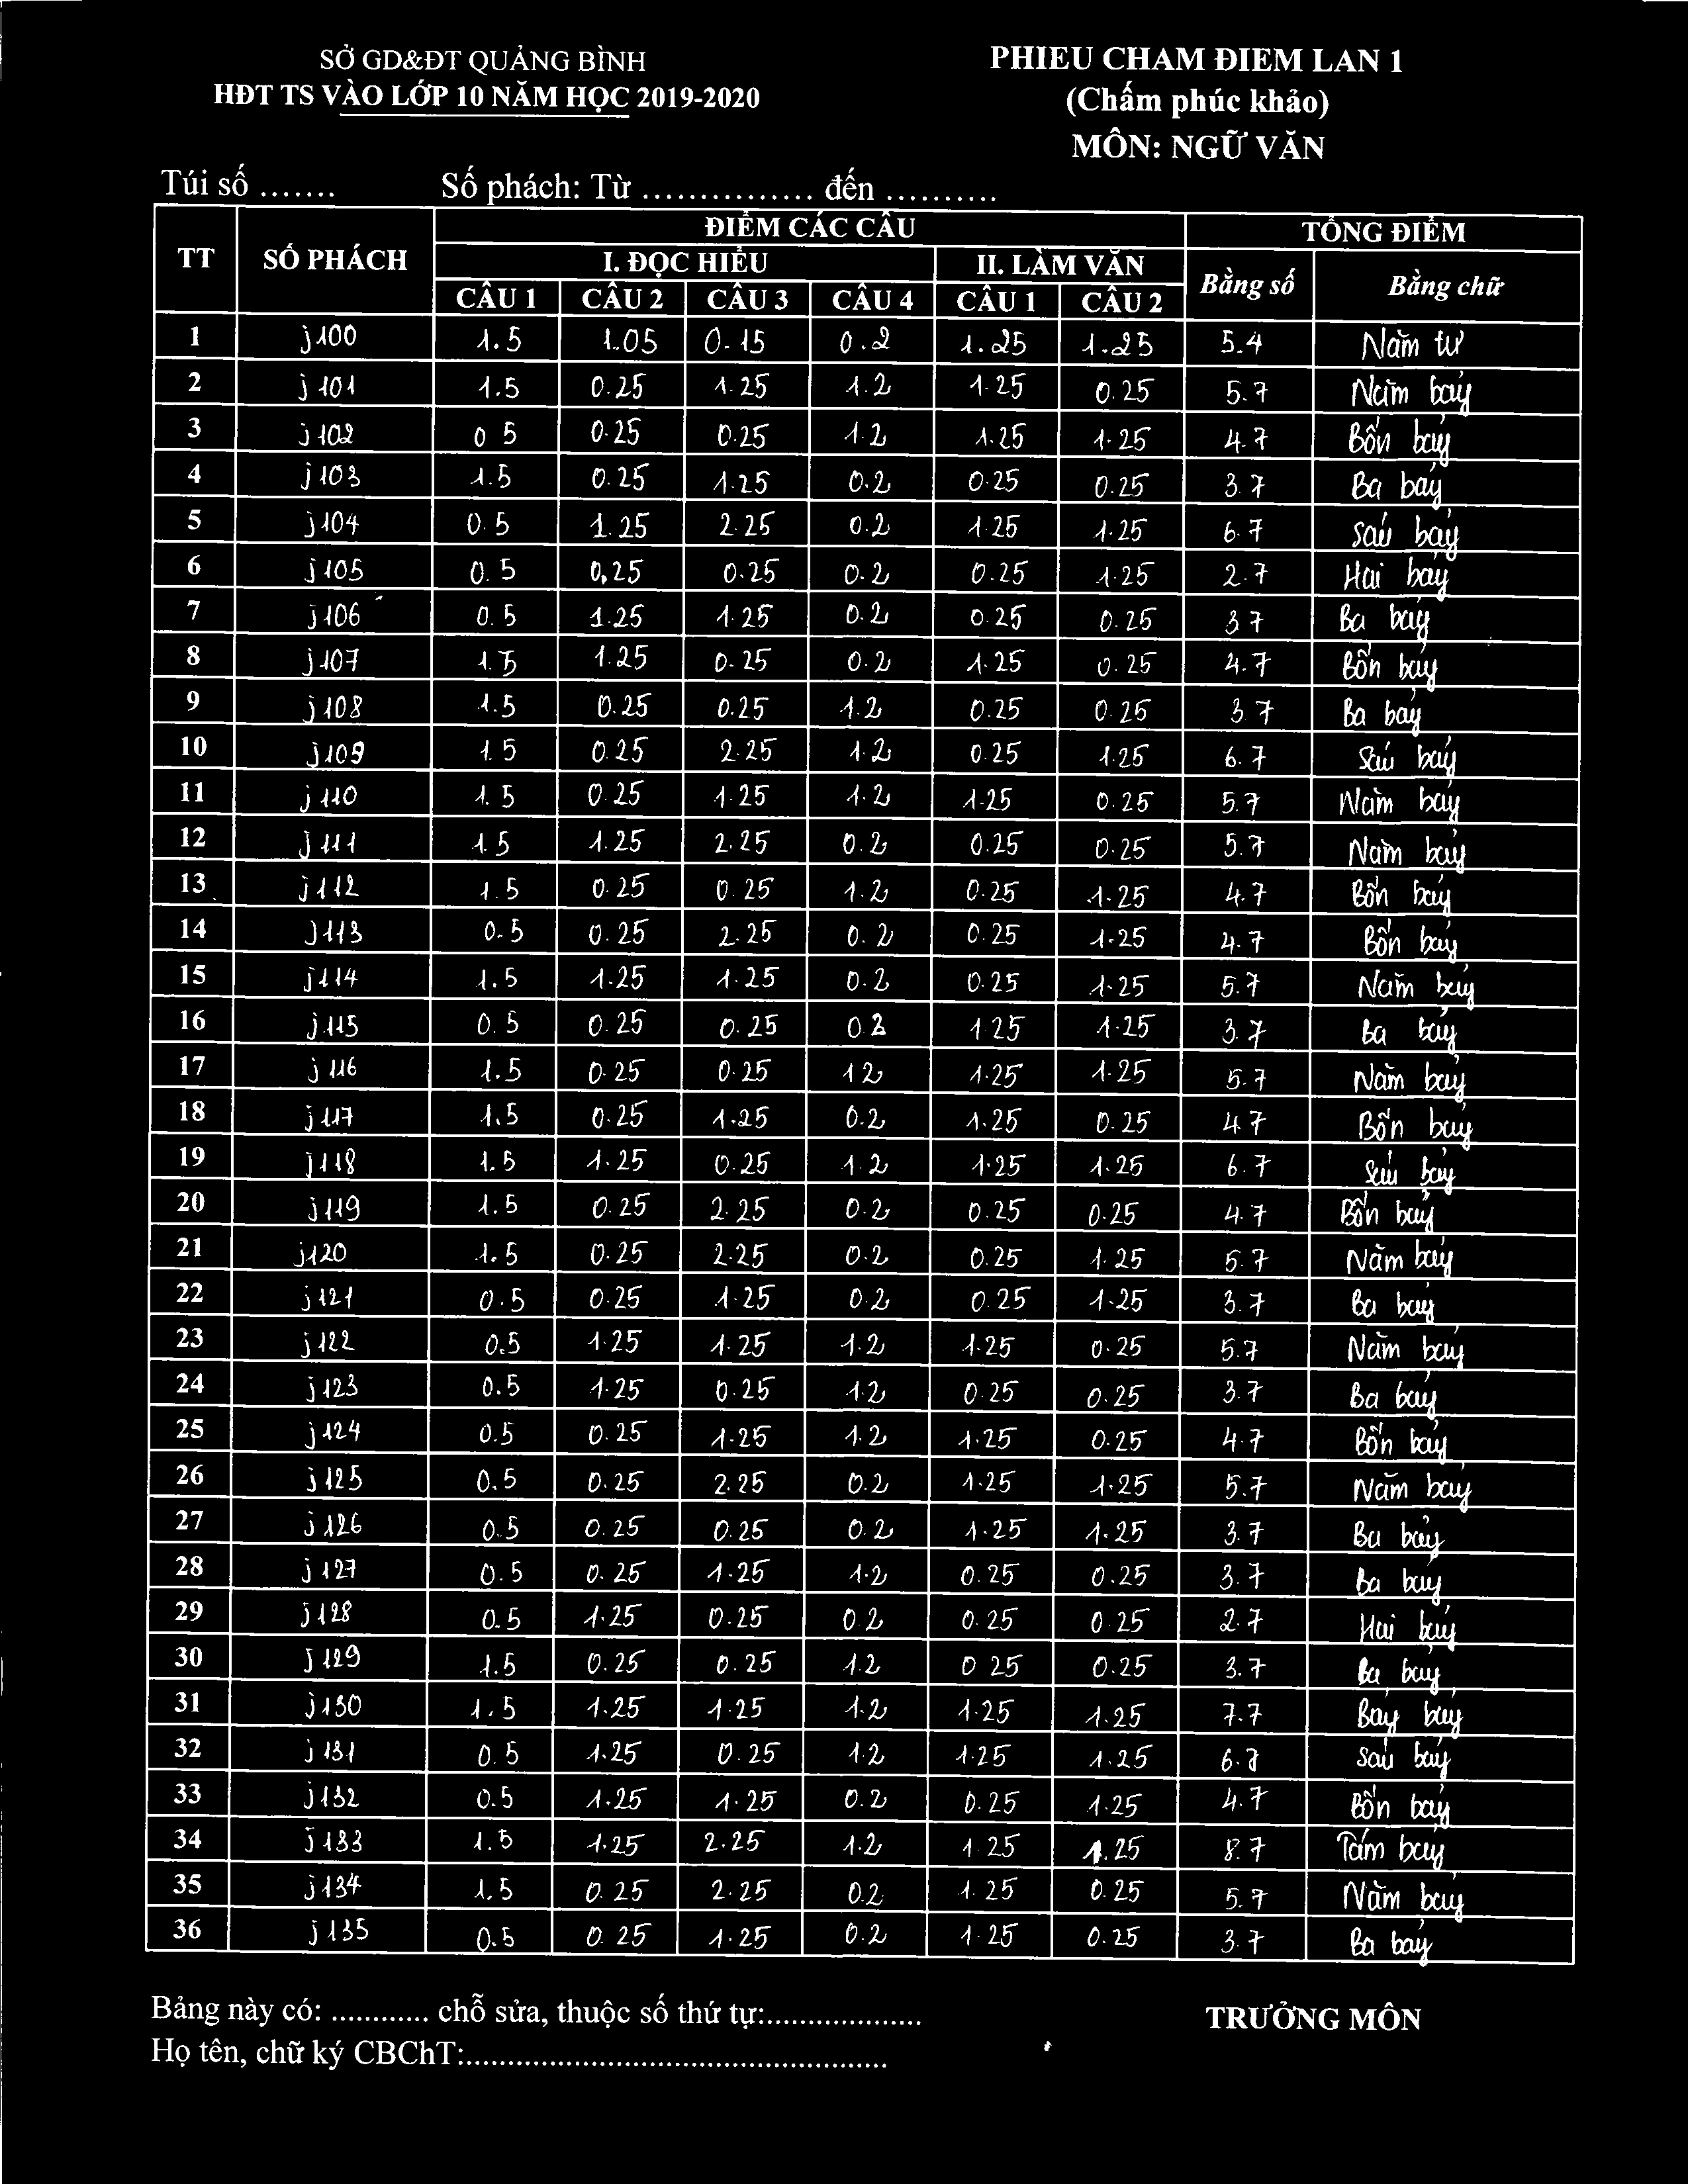 SỞ GD&ĐT QUẢNG BÌNH
HĐT TS VÀO LỚP 10 NĂM HỌC 2019-2020
PHIEU CHAM ĐIEM LAN 1
(Chấm phúc khảo)
MÔN: NGỮ VĂN
Túi số ....... Số phách: Từ ............... đến ..........
TT SỐ PHÁCH ĐIỂM CÁC CÂU TỔNG ĐIỂM
I. ĐỌC HIỂU II. LÀM VĂN Bằng số Bằng chữ
CÂU 1 CÂU 2 CÂU 3 CÂU 4 CÂU 1 CÂU 2
1 j100 1.5 1.05 0.15 0.2 1.25 1.25 5.4 Năm tư
2 j101 1.5 0.25 1.25 1.2 1.25 0.25 5.7 Năm bảy
3 j102 0 5 0.25 0.25 1.2 1.25 1.25 4.7 Bốn bảy
4 j103 1.5 0.25 1.25 0.2 0.25 0.25 3.7 Ba bảy
5 j104 0.5 1.25 2.25 0.2 1.25 1.25 6.7 Sáu bảy
6 j105 0.5 0.25 0.25 0.2 0.25 1.25 2.7 Hai bảy
7 j106 0.5 1.25 1.25 0.2 0.25 0.25 3 7 Ba bảy
8 j107 1.5 1.25 0.25 0.2 1.25 0.25 4.7 Bốn bảy
9 j108 1.5 0.25 0.25 1.2 0.25 0.25 3 7 Ba bảy
10 j109 1.5 0.25 2.25 1.2 0.25 1.25 6.7 Sáu bảy
11 j110 1.5 0.25 1.25 1.2 1.25 0.25 5.7 Năm bảy
12 j111 1.5 1.25 2.25 0.2 0.25 0.25 5.7 Năm bảy
13 j112 1.5 0.25 0.25 1.2 0.25 1.25 4.7 Bốn bảy
14 j113 0.5 0.25 2.25 0.2 0.25 1.25 4.7 Bốn bảy
15 j114 1.5 1.25 1.25 0.2 0.25 1.25 5.7 Năm bảy
16 j115 0.5 0.25 0.25 0 2 1 25 1.25 3.7 Ba bảy
17 j116 1.5 0.25 0.25 1 2 1.25 1.25 5.7 Năm bảy
18 j117 1.5 0.25 1.25 0.2 1.25 0.25 4 7 Bốn bảy
19 j118 1.5 1.25 0.25 1.2 1.25 1.25 6.7 Sáu bảy
20 j119 1.5 0.25 2.25 0.2 0.25 0.25 4.7 Bốn bảy
21 j120 1.5 0.25 2.25 0.2 0.25 1.25 5.7 Năm bảy
22 j121 0.5 0.25 1.25 0.2 0.25 1.25 3.7 Ba bảy
23 j122 0.5 1.25 1.25 1.2 1.25 0.25 5.7 Năm bảy
24 j123 0.5 1.25 0.25 1.2 0.25 0.25 3.7 Ba bảy
25 j124 0.5 0.25 1.25 1.2 1.25 0.25 4.7 Bốn bảy
26 j125 0.5 0.25 2.25 0.2 1.25 1.25 5.7 Năm bảy
27 j126 0.5 0.25 0.25 0.2 1.25 1.25 3.7 Ba bảy
28 j127 0.5 0.25 1.25 1.2 0.25 0.25 3.7 Ba bảy
29 j128 0.5 1.25 0.25 0.2 0.25 0.25 2.7 Hai bảy
30 j129 1.5 0.25 0.25 1.2 0 25 0.25 3.7 Ba bảy
31 j130 1.5 1.25 1.25 1.2 1.25 1.25 7.7 Bảy bảy
32 j131 0.5 1.25 0.25 1.2 1.25 1.25 6.7 Sáu bảy
33 j132 0.5 1.25 1.25 0.2 0.25 1.25 4.7 Bốn bảy
34 j133 1.5 1.25 2.25 1.2 1.25 1.25 8.7 Tám bảy
35 j134 1.5 0.25 2.25 0.2 1.25 0.25 5.7 Năm bảy
36 j135 0.5 0.25 1.25 0.2 1.25 0.25 3.7 Ba bảy
Bảng này có: ............ chỗ sửa, thuộc số thứ tự:...................
TRƯỞNG MÔN
Họ tên, chữ ký CBChT:....................................................